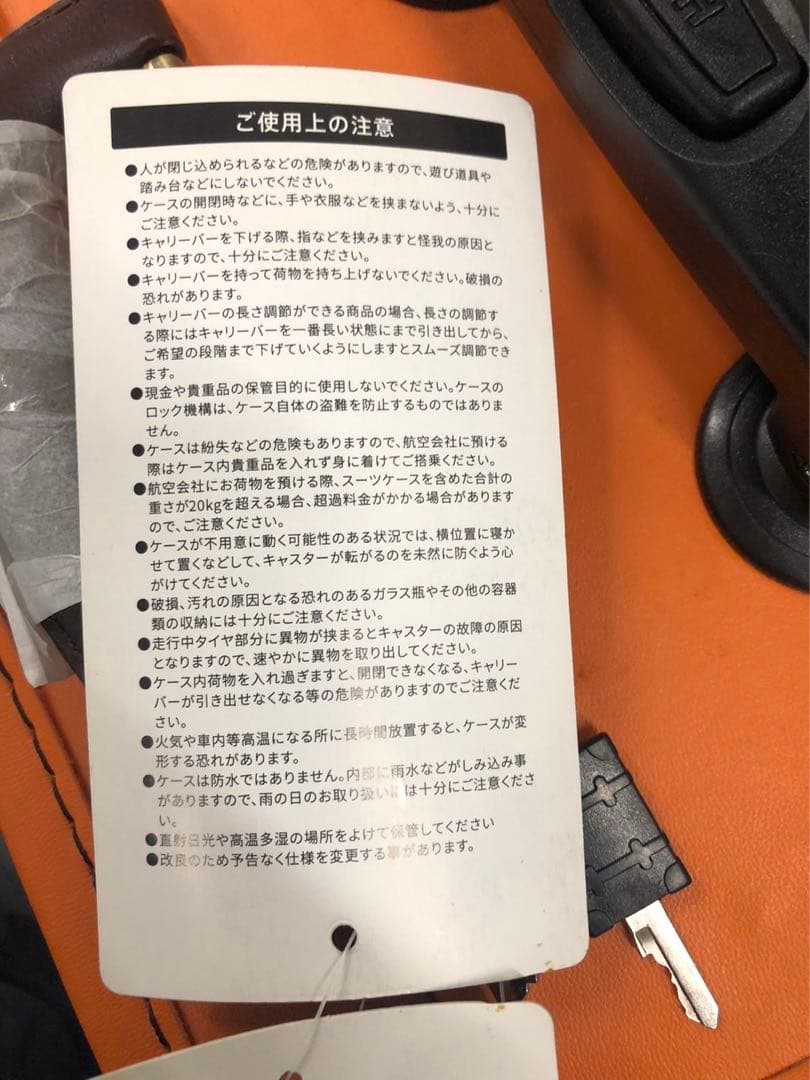 ご使用上の注意
●人が閉じ込められるなどの危険がありますので、遊び道具や
踏み台などにしないでください。
●ケースの開閉時などに、手や衣服などを挟まないよう、十分に
ご注意ください。
●キャリーバーを下げる際、指などを挟みますと怪我の原因と
なりますので、十分にご注意ください。
●キャリーバーを持って荷物を持ち上げないでください。破損の
恐れがあります。
●キャリーバーの長さ調節ができる商品の場合、長さの調節す
る際にはキャリーバーを一番長い状態にまで引き出してから、
ご希望の段階まで下げていくようにしますとスムーズ調節でき
ます。
●現金や貴重品の保管目的に使用しないでください。ケースの
ロック機構は、ケース自体の盗難を防止するものではありま
せん。
●ケースは紛失などの危険もありますので、航空会社に預ける
際はケース内貴重品を入れず身に着けてご搭乗ください。
●航空会社にお荷物を預ける際、スーツケースを含めた合計の
重さが20kgを超える場合、超過料金がかかる場合があります
ので、ご注意ください。
●ケースが不用意に動く可能性のある状況では、横位置に寝か
せて置くなどして、キャスターが転がるのを未然に防ぐよう心
がけてください。
●破損、汚れの原因となる恐れのあるガラス瓶やその他の容器
類の収納には十分にご注意ください。
●走行中タイヤ部分に異物が挟まるとキャスターの故障の原因
となりますので、速やかに異物を取り出してください。
●ケース内荷物を入れ過ぎますと、開閉できなくなる、キャリー
バーが引き出せなくなる等の危険がありますのでご注意くだ
さい。
●火気や車内等高温になる所に長時間放置すると、ケースが変
形する恐れがあります。
●ケースは防水ではありません。内部に雨水などがしみ込み事
がありますので、雨の日のお取り扱いには十分にご注意くださ
い。
●直射日光や高温多湿の場所をよけて保管してください
●改良のため予告なく仕様を変更する事があります。
H